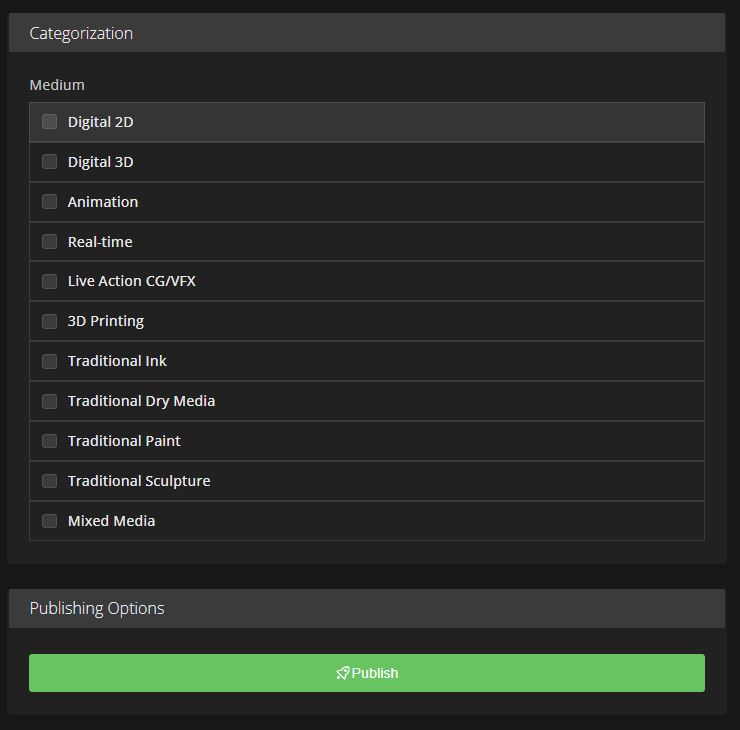 Categorization
Medium
Digital 2D
Digital 3D
Animation
Real-time
Live Action CG/VFX
3D Printing
Traditional Ink
Traditional Dry Media
Traditional Paint
Traditional Sculpture
Mixed Media
Publishing Options
Publish